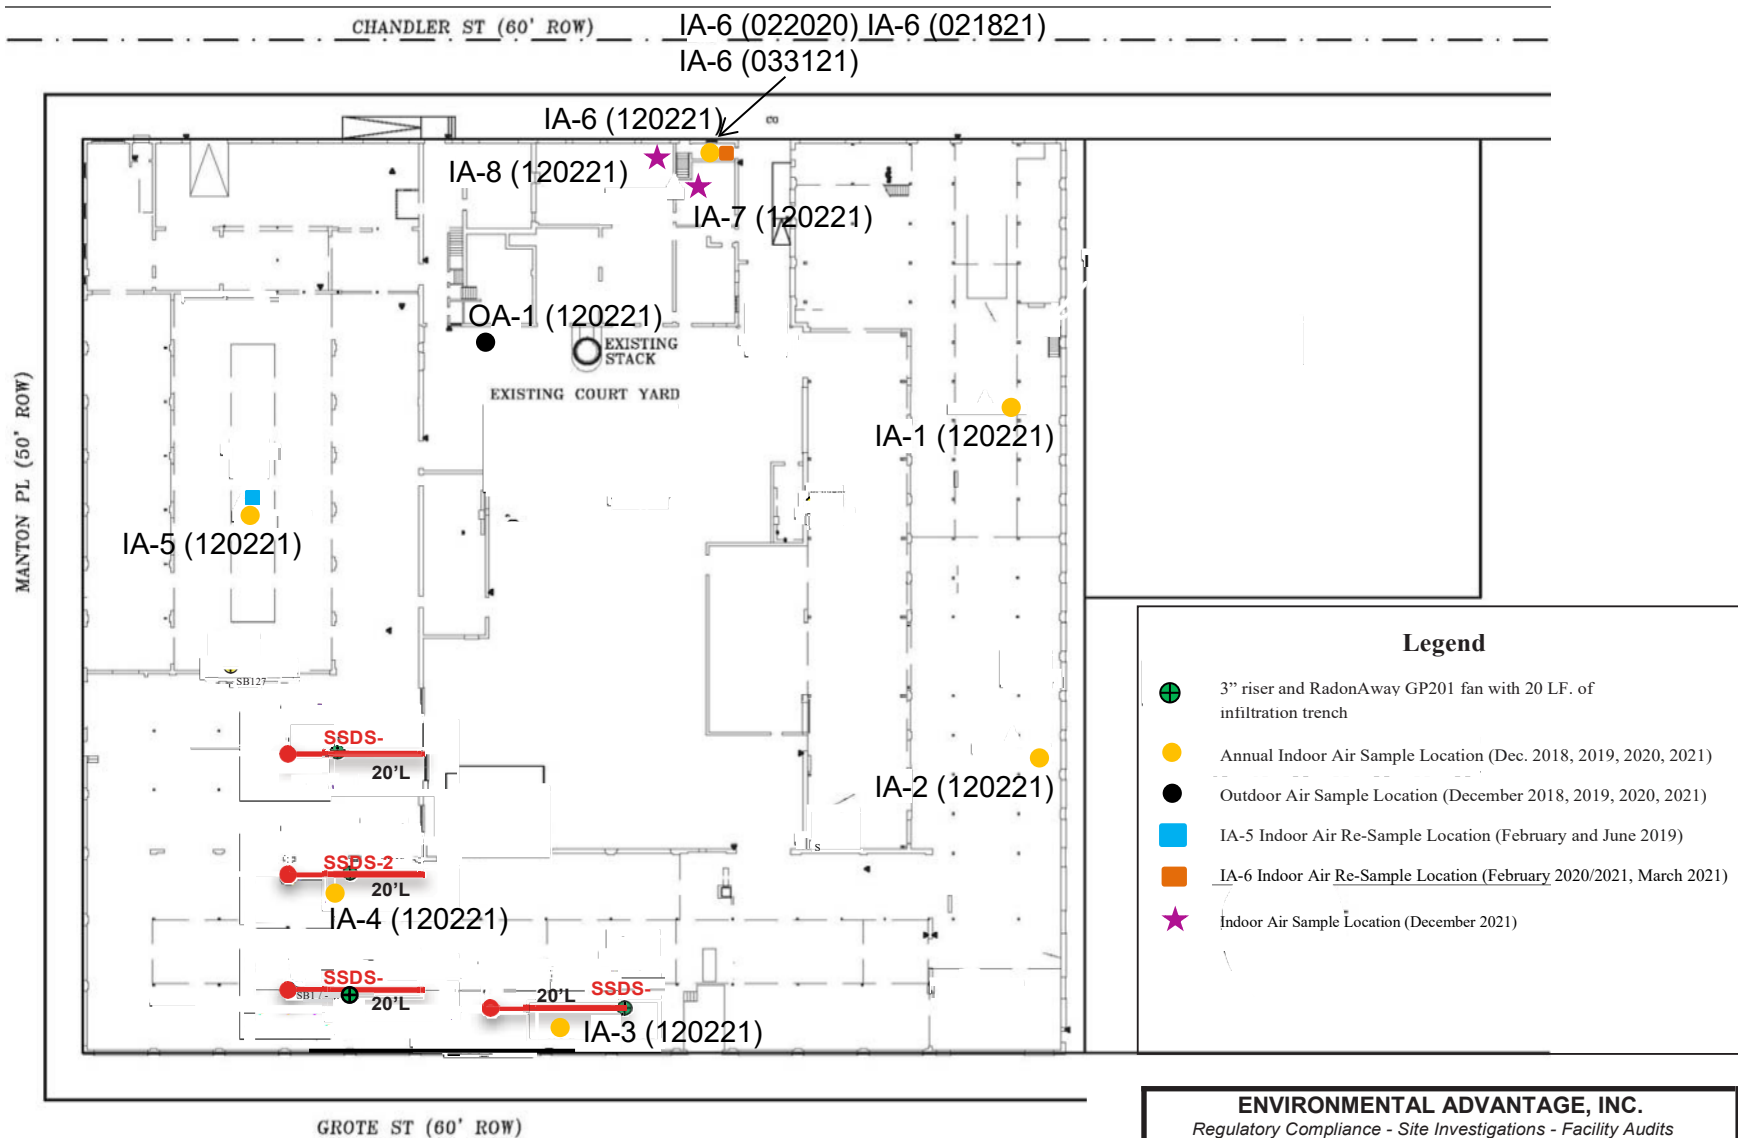 CHANDLER ST (60' ROW)
IA-6 (022020) IA-6 (021821)
IA-6 (033121)
IA-6 (120221)
CO
IA-8 (120221)
IA-7 (120221)
OA-1 (120221)
EXISTING
STACK
EXISTING COURT YARD
MANTON PL (50' ROW)
IA-1 (120221)
IA-5 (120221)
SB127
SSDS-
20'L
IA-2 (120221)
S
SSDS-2
20'L
IA-4 (120221)
SSDS-
20'L
20'L
SSDS-
IA-3 (120221)
GROTE ST (60' ROW)
Legend
3” riser and RadonAway GP201 fan with 20 LF. of
infiltration trench
Annual Indoor Air Sample Location (Dec. 2018, 2019, 2020, 2021)
Outdoor Air Sample Location (December 2018, 2019, 2020, 2021)
IA-5 Indoor Air Re-Sample Location (February and June 2019)
IA-6 Indoor Air Re-Sample Location (February 2020/2021, March 2021)
Indoor Air Sample Location (December 2021)
ENVIRONMENTAL ADVANTAGE, INC.
Regulatory Compliance - Site Investigations - Facility Audits